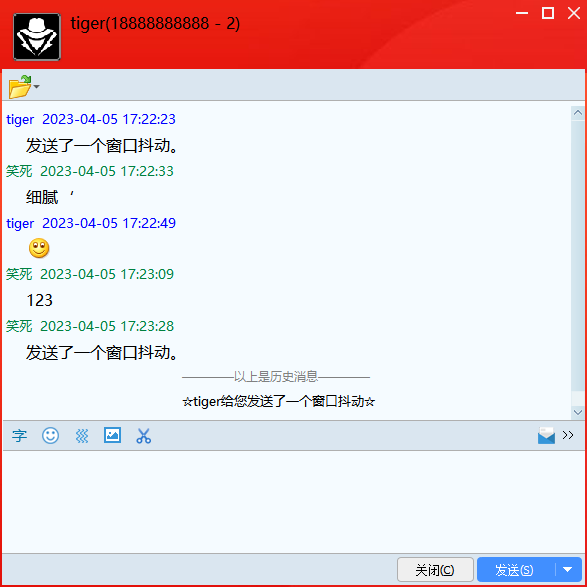 tiger(18888888888 - 2)
tiger 2023-04-05 17:22:23
发送了一个窗口抖动。
笑死 2023-04-05 17:22:33
细腻‘
tiger 2023-04-05 17:22:49
笑死 2023-04-05 17:23:09
123
笑死 2023-04-05 17:23:28
发送了一个窗口抖动。
————以上是历史消息————
☆tiger给您发送了一个窗口抖动☆
字
关闭(C) 发送(S)